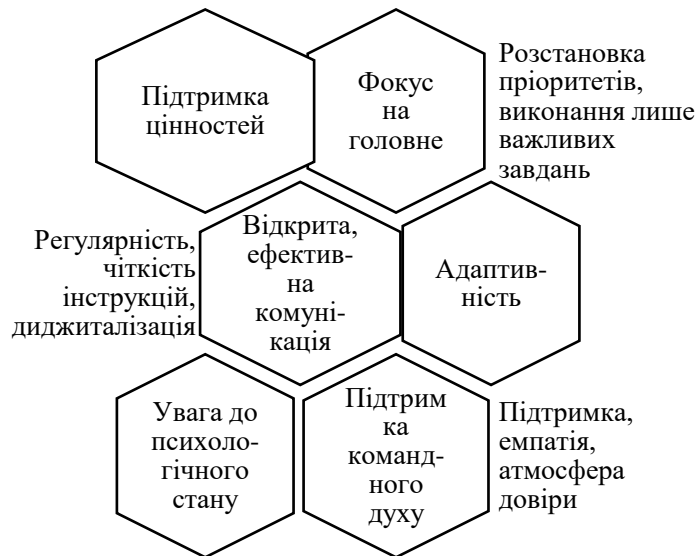 Підтримка
цінностей
Фокус
на
головне
Розстановка
пріоритетів,
виконання лише
важливих
завдань
Регулярність,
чіткість
інструкцій,
диджиталізація
Відкрита,
ефектив-
на
комуні-
кація
Адаптив-
ність
Увага до
психоло-
гічного
стану
Підтрим
ка
команд-
ного
духу
Підтримка,
емпатія,
атмосфера
довіри